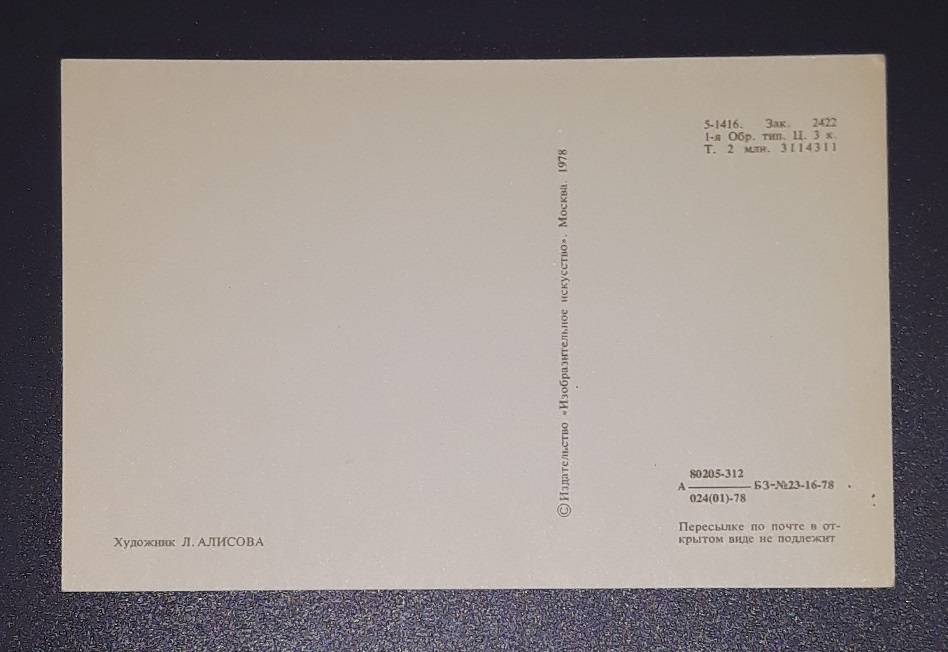 5-1416. Зак. 2422
1-я Обр. тип. Ц. 3 к.
Т. 2 млн. 3114311
© Издательство «Изобразительное искусство». Москва. 1978
80205-312
А ——— БЗ-№23-16-78
024(01)-78
Пересылке по почте в от-
крытом виде не подлежит
Художник Л. АЛИСОВА